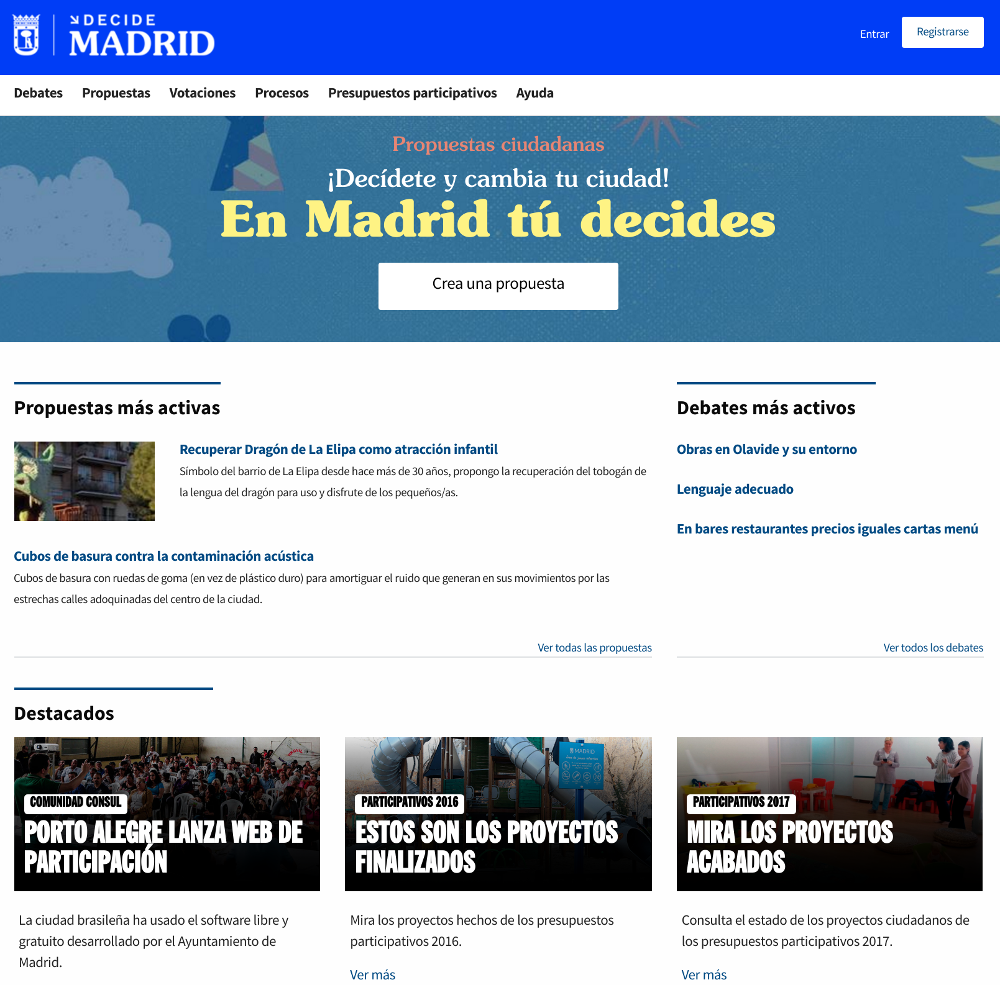 DECIDE
MADRID
Entrar
Registrarse
Debates
Propuestas
Votaciones
Procesos
Presupuestos participativos
Ayuda
Propuestas ciudadanas
¡Decídete y cambia tu ciudad!
En Madrid tú decides
Crea una propuesta
Propuestas más activas
Recuperar Dragón de La Elipa como atracción infantil
Símbolo del barrio de La Elipa desde hace más de 30 años, propongo la recuperación del tobogán de
la lengua del dragón para uso y disfrute de los pequeños/as.
Cubos de basura contra la contaminación acústica
Cubos de basura con ruedas de goma (en vez de plástico duro) para amortiguar el ruido que generan en sus movimientos por las
estrechas calles adoquinadas del centro de la ciudad.
Ver todas las propuestas
Debates más activos
Obras en Olavide y su entorno
Lenguaje adecuado
En bares restaurantes precios iguales cartas menú
Ver todos los debates
Destacados
COMUNIDAD CONSUL
PORTO ALEGRE LANZA WEB DE
PARTICIPACIÓN
La ciudad brasileña ha usado el software libre y
gratuito desarrollado por el Ayuntamiento de
Madrid.
MADRID
Área de juegos infantiles
PARTICIPATIVOS 2016
ESTOS SON LOS PROYECTOS
FINALIZADOS
Mira los proyectos hechos de los presupuestos
participativos 2016.
Ver más
PARTICIPATIVOS 2017
MIRA LOS PROYECTOS
ACABADOS
Consulta el estado de los proyectos ciudadanos de
los presupuestos participativos 2017.
Ver más